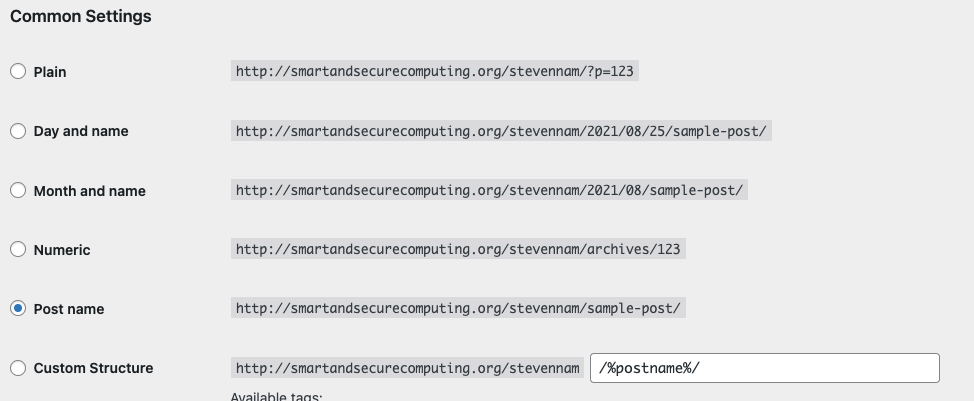 Common Settings
Plain http://smartandsecurecomputing.org/stevennam/?p=123
Day and name http://smartandsecurecomputing.org/stevennam/2021/08/25/sample-post/
Month and name http://smartandsecurecomputing.org/stevennam/2021/08/sample-post/
Numeric http://smartandsecurecomputing.org/stevennam/archives/123
Post name http://smartandsecurecomputing.org/stevennam/sample-post/
Custom Structure http://smartandsecurecomputing.org/stevennam /%postname%/
Available tags: